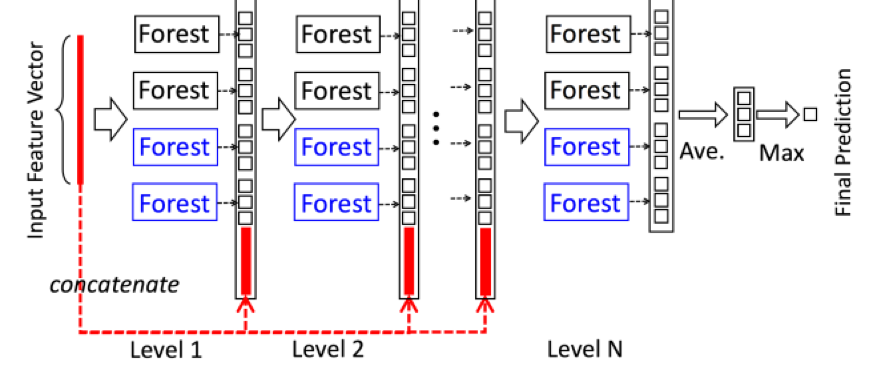 Input Feature Vector
Forest
Forest
Forest
Forest
Forest
Forest
Forest
Forest
Forest
Forest
Forest
Forest
Ave.
Max
Final Prediction
concatenate
Level 1
Level 2
Level N